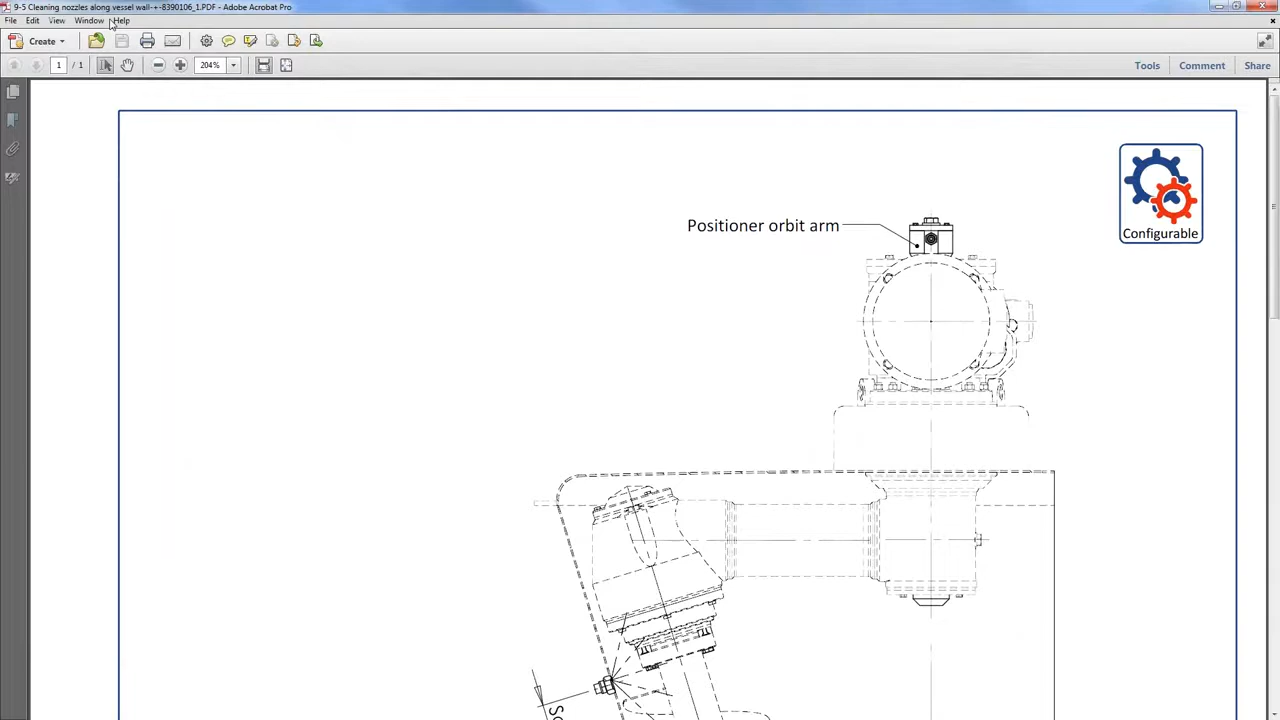 9-5 Cleaning nozzles along vessel wall-+-8390106_1.PDF - Adobe Acrobat Pro
File Edit View Window Help
Create
1 / 1 204% Tools Comment Share
Configurable
Positioner orbit arm